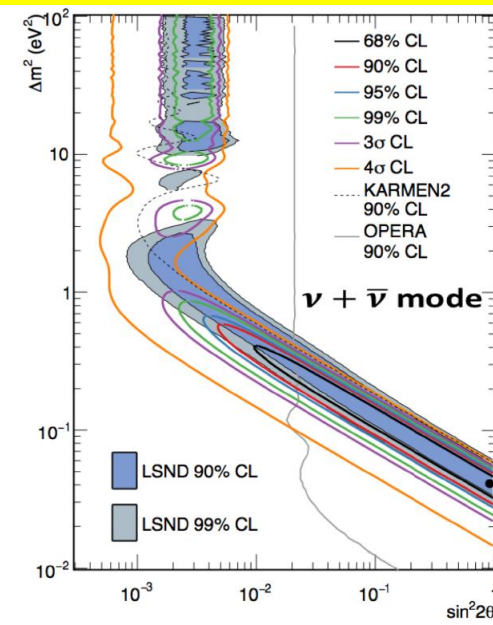 Δm² (eV²)
10²
10
1
10⁻¹
10⁻²
68% CL
90% CL
95% CL
99% CL
3σ CL
4σ CL
KARMEN2
90% CL
OPERA
90% CL
ν + ν̅ mode
LSND 90% CL
LSND 99% CL
10⁻³
10⁻²
10⁻¹
1
sin²2θ